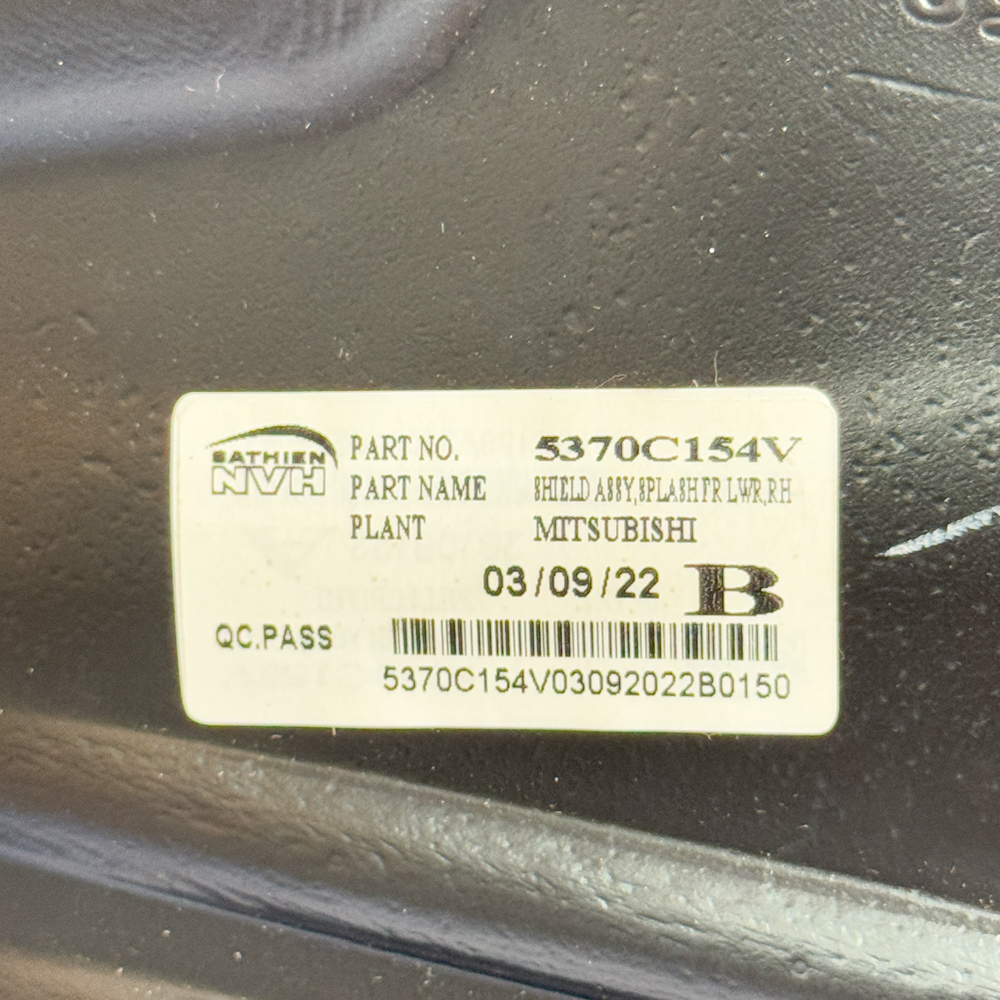 SATHIEN
NVH
PART NO. 5370C154V
PART NAME SHIELD ASSY,SPLASH FR LWR,RH
PLANT MITSUBISHI
03/09/22 B
QC.PASS
5370C154V03092022B0150